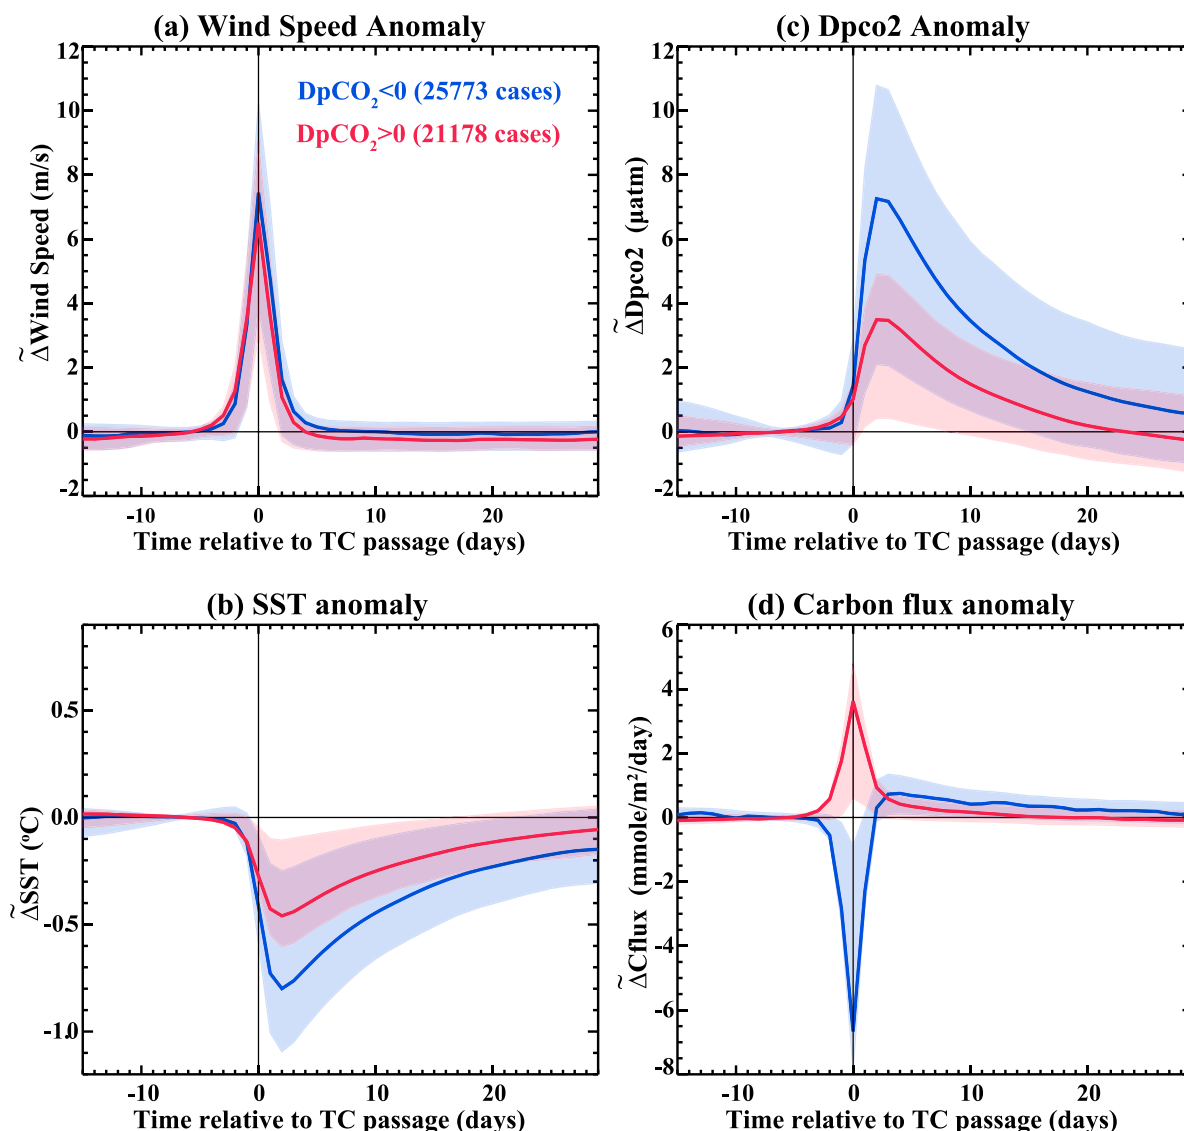 (a) Wind Speed Anomaly
12
10
8
6
4
2
0
-2
Δ̃Wind Speed (m/s)
DpCO₂<0 (25773 cases)
DpCO₂>0 (21178 cases)
-10 0 10 20
Time relative to TC passage (days)
(c) Dpco2 Anomaly
12
10
8
6
4
2
0
-2
Δ̃Dpco2 (µatm)
-10 0 10 20
Time relative to TC passage (days)
(b) SST anomaly
0.5
0.0
-0.5
-1.0
Δ̃SST (°C)
-10 0 10 20
Time relative to TC passage (days)
(d) Carbon flux anomaly
6
4
2
0
-2
-4
-6
-8
Δ̃Cflux (mmole/m²/day)
-10 0 10 20
Time relative to TC passage (days)